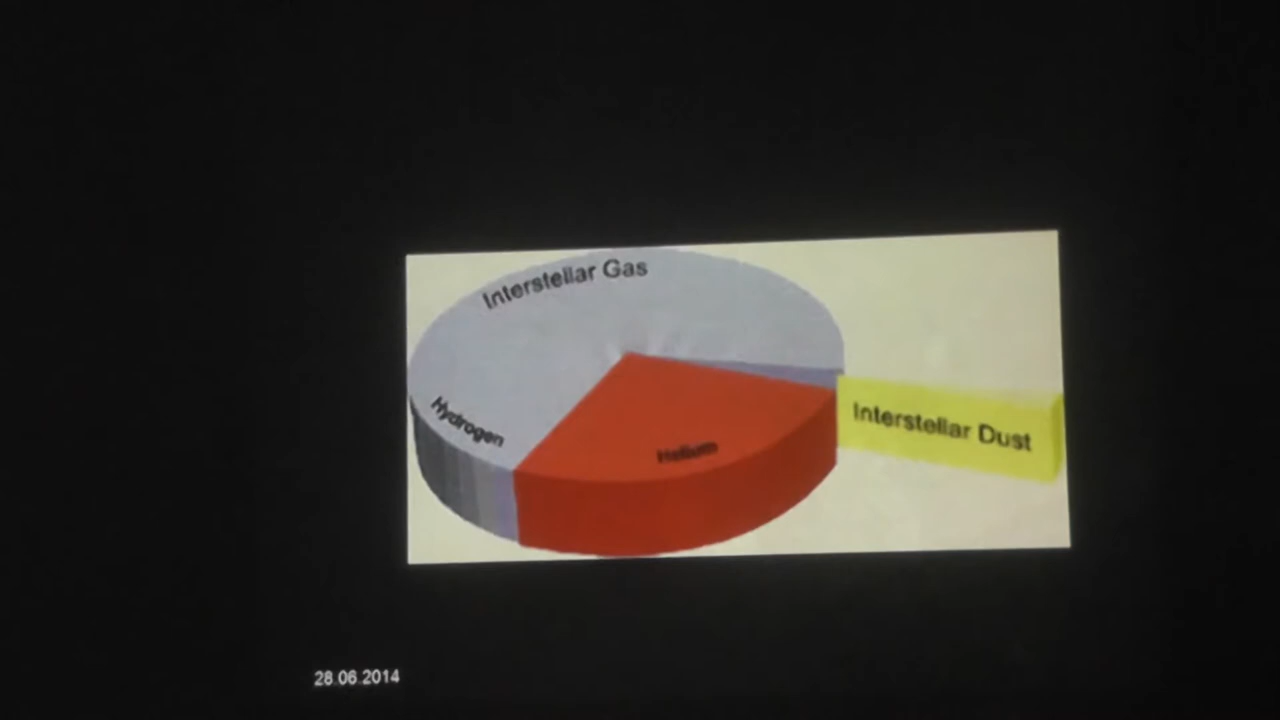 Interstellar Gas
Hydrogen
Helium
Interstellar Dust
28.06.2014